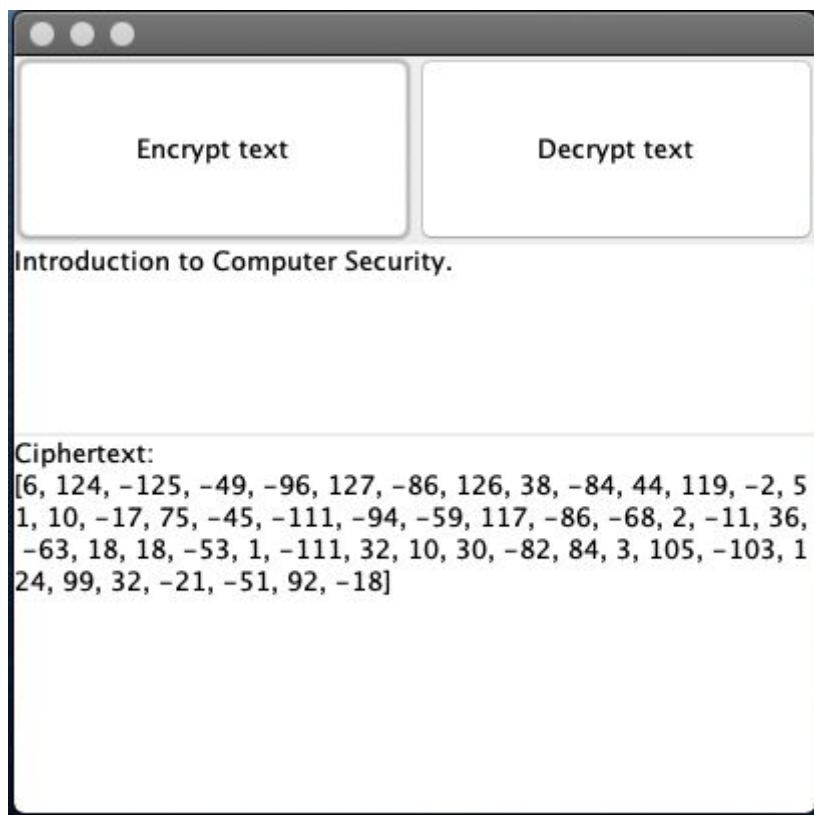 Encrypt text
Decrypt text
Introduction to Computer Security.
Ciphertext:
[6, 124, −125, −49, −96, 127, −86, 126, 38, −84, 44, 119, −2, 5
1, 10, −17, 75, −45, −111, −94, −59, 117, −86, −68, 2, −11, 36,
−63, 18, 18, −53, 1, −111, 32, 10, 30, −82, 84, 3, 105, −103, 1
24, 99, 32, −21, −51, 92, −18]